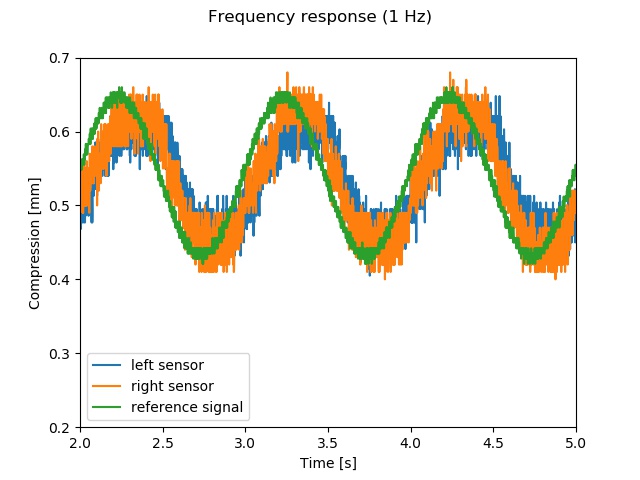 Frequency response (1 Hz)
0.7
0.6
0.5
0.4
0.3
0.2
Compression [mm]
left sensor
right sensor
reference signal
2.0 2.5 3.0 3.5 4.0 4.5 5.0
Time [s]